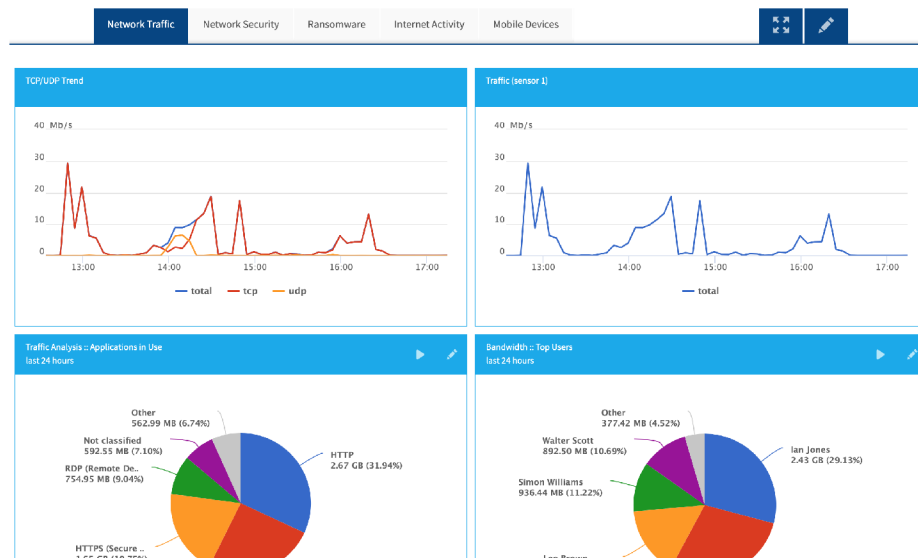 Network Traffic
Network Security
Ransomware
Internet Activity
Mobile Devices
TCP/UDP Trend
40 Mb/s
30
20
10
0
13:00
14:00
15:00
16:00
17:00
total
tcp
udp
Traffic (sensor 1)
40 Mb/s
30
20
10
0
13:00
14:00
15:00
16:00
17:00
total
Traffic Analysis :: Applications in Use
last 24 hours
Other
562.99 MB (6.74%)
Not classified
592.55 MB (7.10%)
RDP (Remote De..
754.95 MB (9.04%)
HTTP
2.67 GB (31.94%)
HTTPS (Secure ..
Bandwidth :: Top Users
last 24 hours
Other
377.42 MB (4.52%)
Walter Scott
892.50 MB (10.69%)
Ian Jones
2.43 GB (29.13%)
Simon Williams
936.44 MB (11.22%)